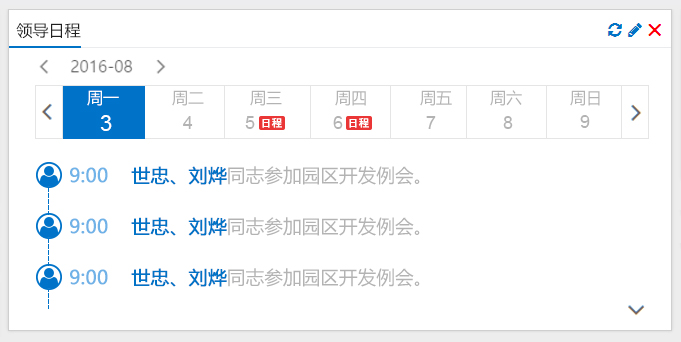 领导日程
2016-08
周一 周二 周三 周四 周五 周六 周日
3 4 5 日程 6 日程 7 8 9
9:00 世忠、刘烨同志参加园区开发例会。
9:00 世忠、刘烨同志参加园区开发例会。
9:00 世忠、刘烨同志参加园区开发例会。